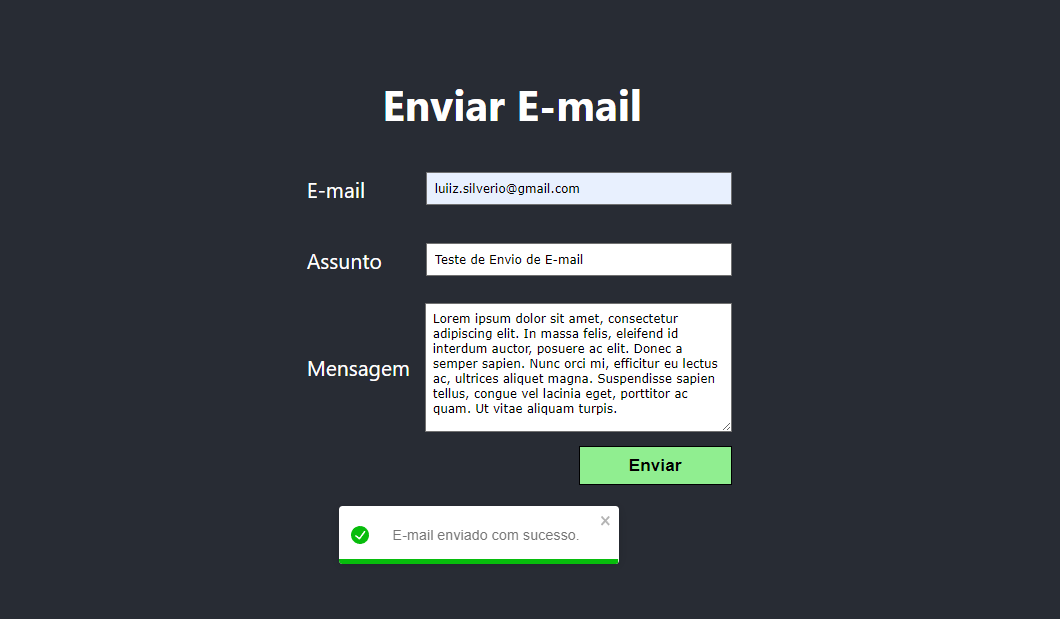 Enviar E-mail
E-mail
luiiz.silverio@gmail.com
Assunto
Teste de Envio de E-mail
Mensagem
Lorem ipsum dolor sit amet, consectetur
adipiscing elit. In massa felis, eleifend id
interdum auctor, posuere ac elit. Donec a
semper sapien. Nunc orci mi, efficitur eu lectus
ac, ultrices aliquet magna. Suspendisse sapien
tellus, congue vel lacinia eget, porttitor ac
quam. Ut vitae aliquam turpis.
Enviar
E-mail enviado com sucesso.